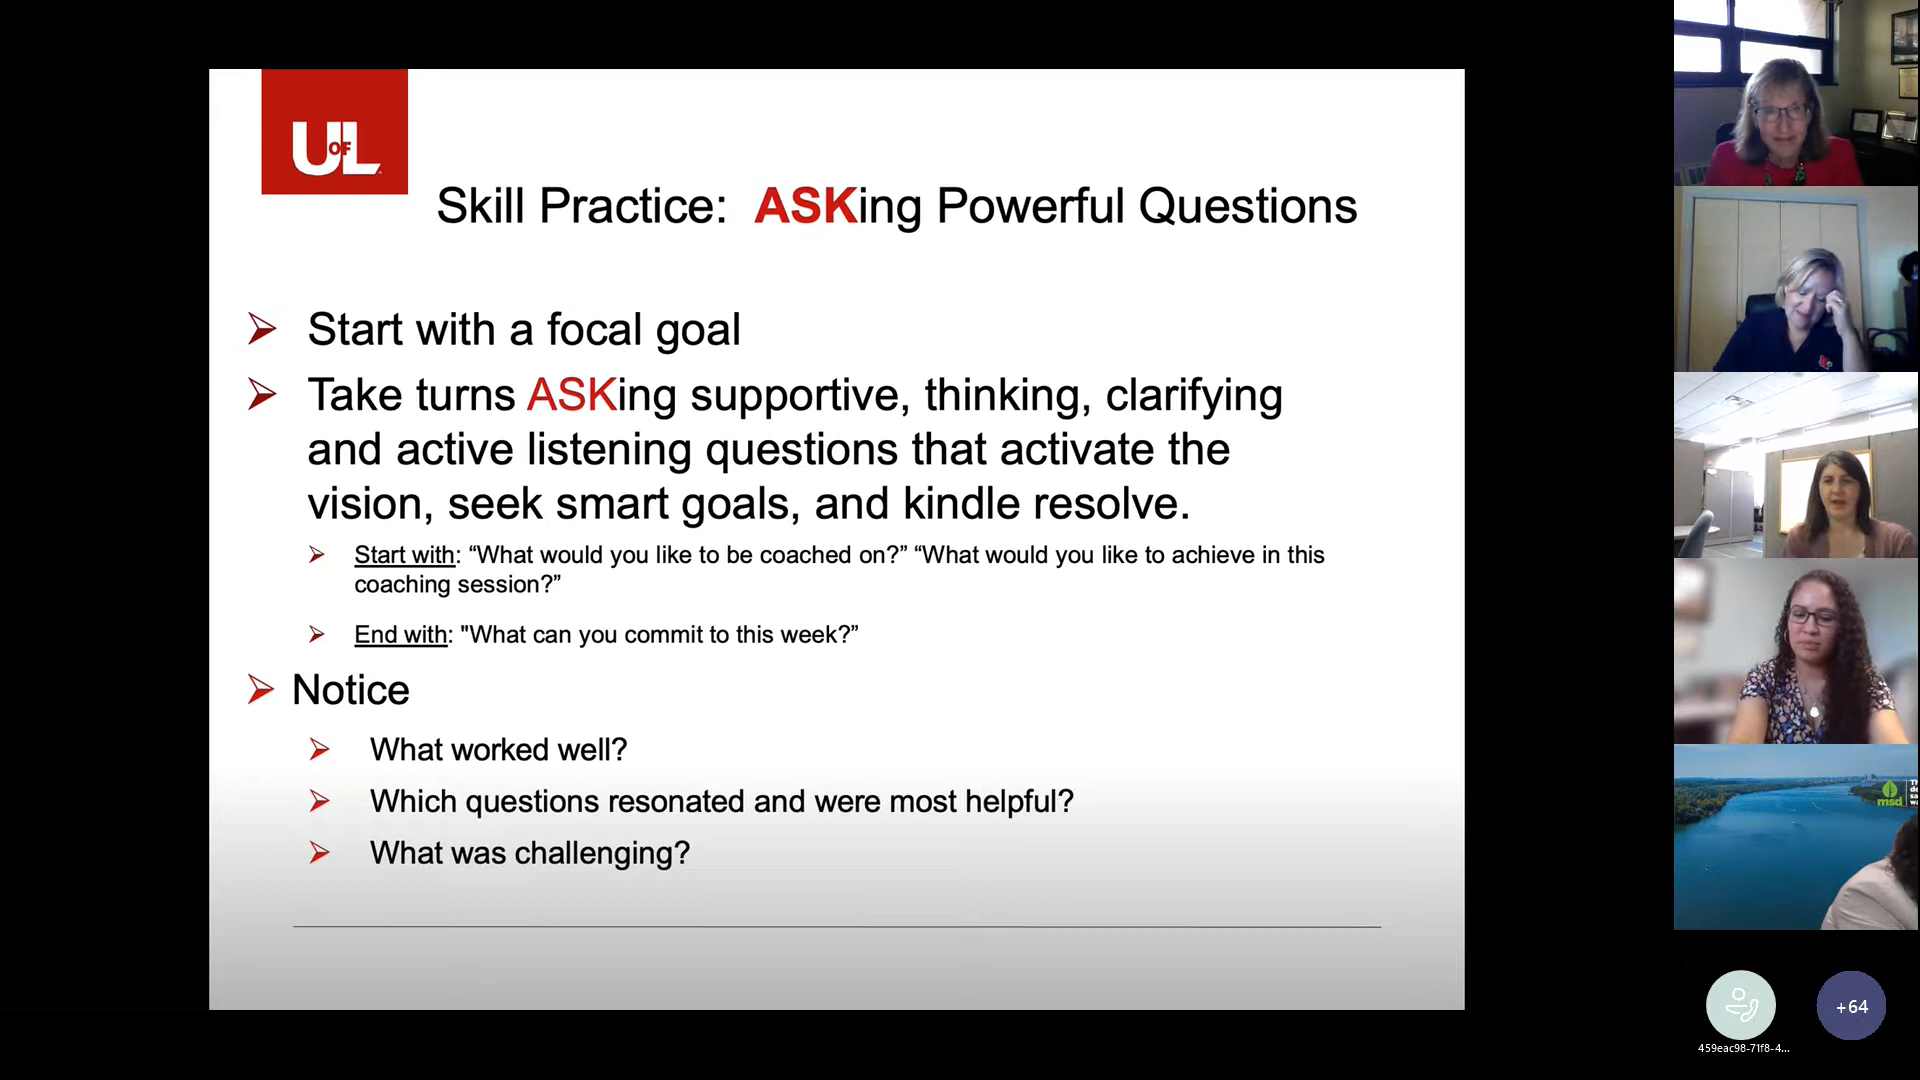 UofL
Skill Practice: ASKing Powerful Questions
Start with a focal goal
Take turns ASKing supportive, thinking, clarifying
and active listening questions that activate the
vision, seek smart goals, and kindle resolve.
Start with: “What would you like to be coached on?” “What would you like to achieve in this
coaching session?”
End with: "What can you commit to this week?”
Notice
What worked well?
Which questions resonated and were most helpful?
What was challenging?
msd
+64
459eac98-71f8-4...